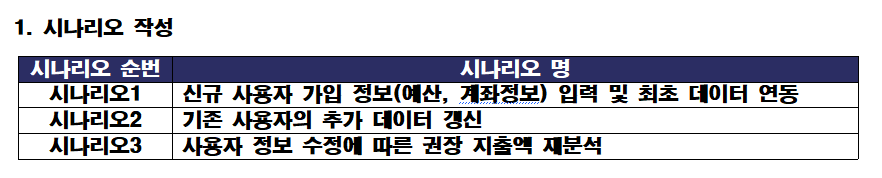 1. 시나리오 작성
시나리오 순번 시나리오 명
시나리오1 신규 사용자 가입 정보(예산, 계좌정보) 입력 및 최초 데이터 연동
시나리오2 기존 사용자의 추가 데이터 갱신
시나리오3 사용자 정보 수정에 따른 권장 지출액 재분석